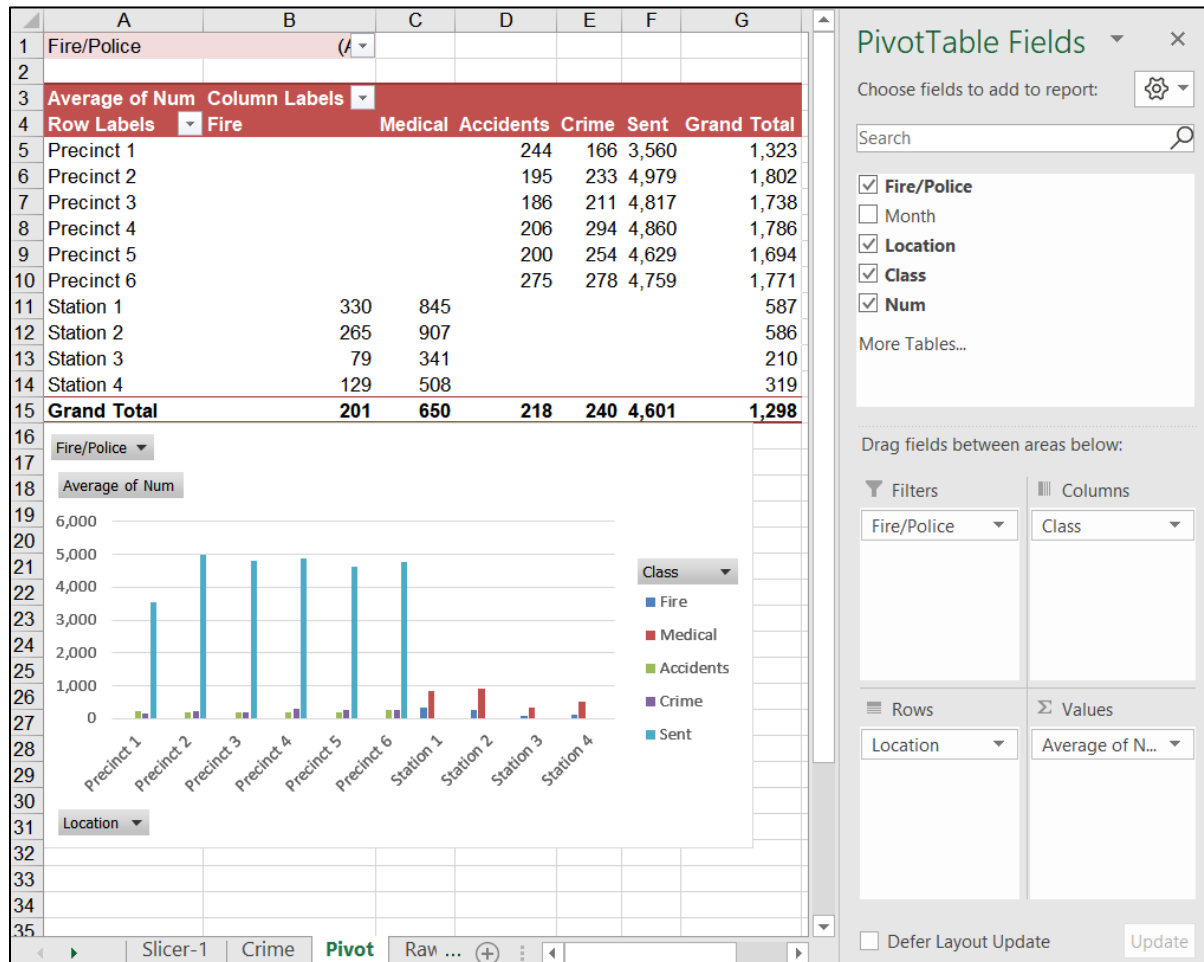 A B C D E F G
1 Fire/Police (A
2
3 Average of Num Column Labels
4 Row Labels Fire Medical Accidents Crime Sent Grand Total
5 Precinct 1 244 166 3,560 1,323
6 Precinct 2 195 233 4,979 1,802
7 Precinct 3 186 211 4,817 1,738
8 Precinct 4 206 294 4,860 1,786
9 Precinct 5 200 254 4,629 1,694
10 Precinct 6 275 278 4,759 1,771
11 Station 1 330 845 587
12 Station 2 265 907 586
13 Station 3 79 341 210
14 Station 4 129 508 319
15 Grand Total 201 650 218 240 4,601 1,298
16
17
18
19
20
21
22
23
24
25
26
27
28
29
30
31
32
33
34
35
Fire/Police
Average of Num
6,000
5,000
4,000
3,000
2,000
1,000
0
Precinct 1 Precinct 2 Precinct 3 Precinct 4 Precinct 5 Precinct 6 Station 1 Station 2 Station 3 Station 4
Class
Fire
Medical
Accidents
Crime
Sent
Location
Slicer-1 Crime Pivot Raw ...
PivotTable Fields
Choose fields to add to report:
Search
Fire/Police
Month
Location
Class
Num
More Tables...
Drag fields between areas below:
Filters Columns
Fire/Police Class
Rows Σ Values
Location Average of N...
Defer Layout Update Update